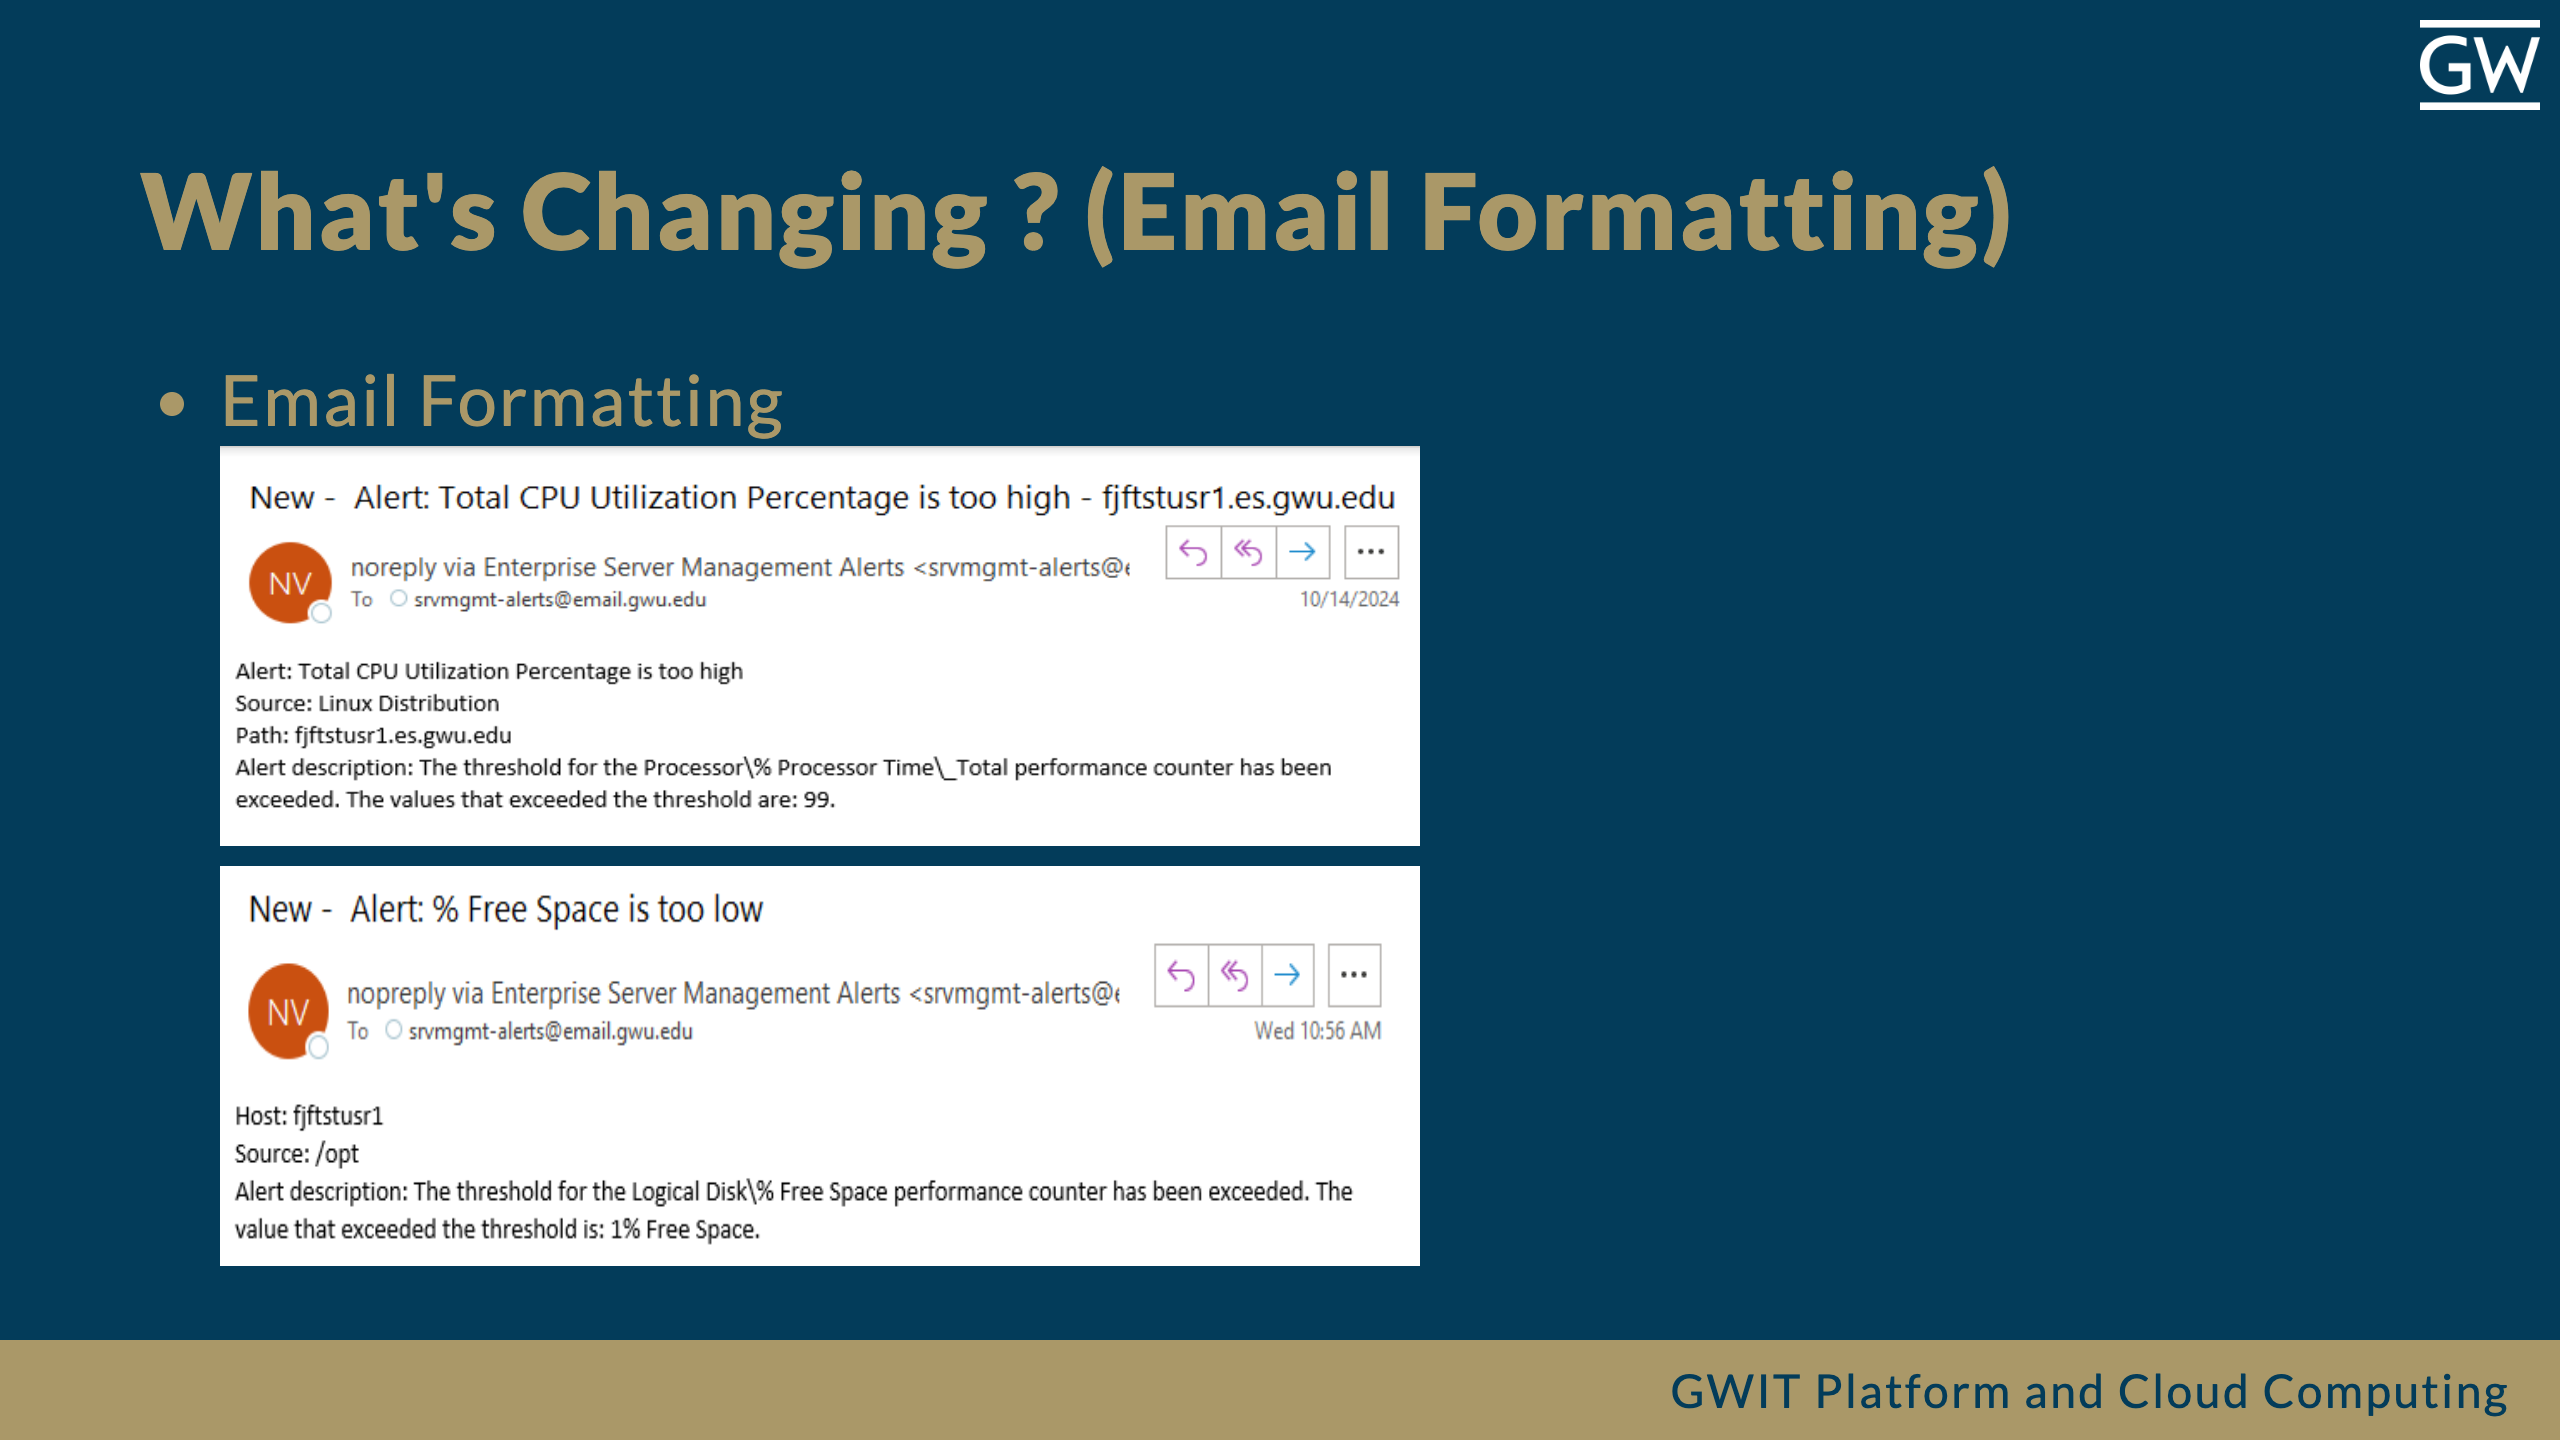 GW
What's Changing ? (Email Formatting)
• Email Formatting
New -  Alert: Total CPU Utilization Percentage is too high - fjftstusr1.es.gwu.edu
NV
noreply via Enterprise Server Management Alerts <srvmgmt-alerts@e
To srvmgmt-alerts@email.gwu.edu
10/14/2024
Alert: Total CPU Utilization Percentage is too high
Source: Linux Distribution
Path: fjftstusr1.es.gwu.edu
Alert description: The threshold for the Processor\% Processor Time\_Total performance counter has been
exceeded. The values that exceeded the threshold are: 99.
New -  Alert: % Free Space is too low
NV
nopreply via Enterprise Server Management Alerts <srvmgmt-alerts@e
To srvmgmt-alerts@email.gwu.edu
Wed 10:56 AM
Host: fjftstusr1
Source: /opt
Alert description: The threshold for the Logical Disk\% Free Space performance counter has been exceeded. The
value that exceeded the threshold is: 1% Free Space.
GWIT Platform and Cloud Computing